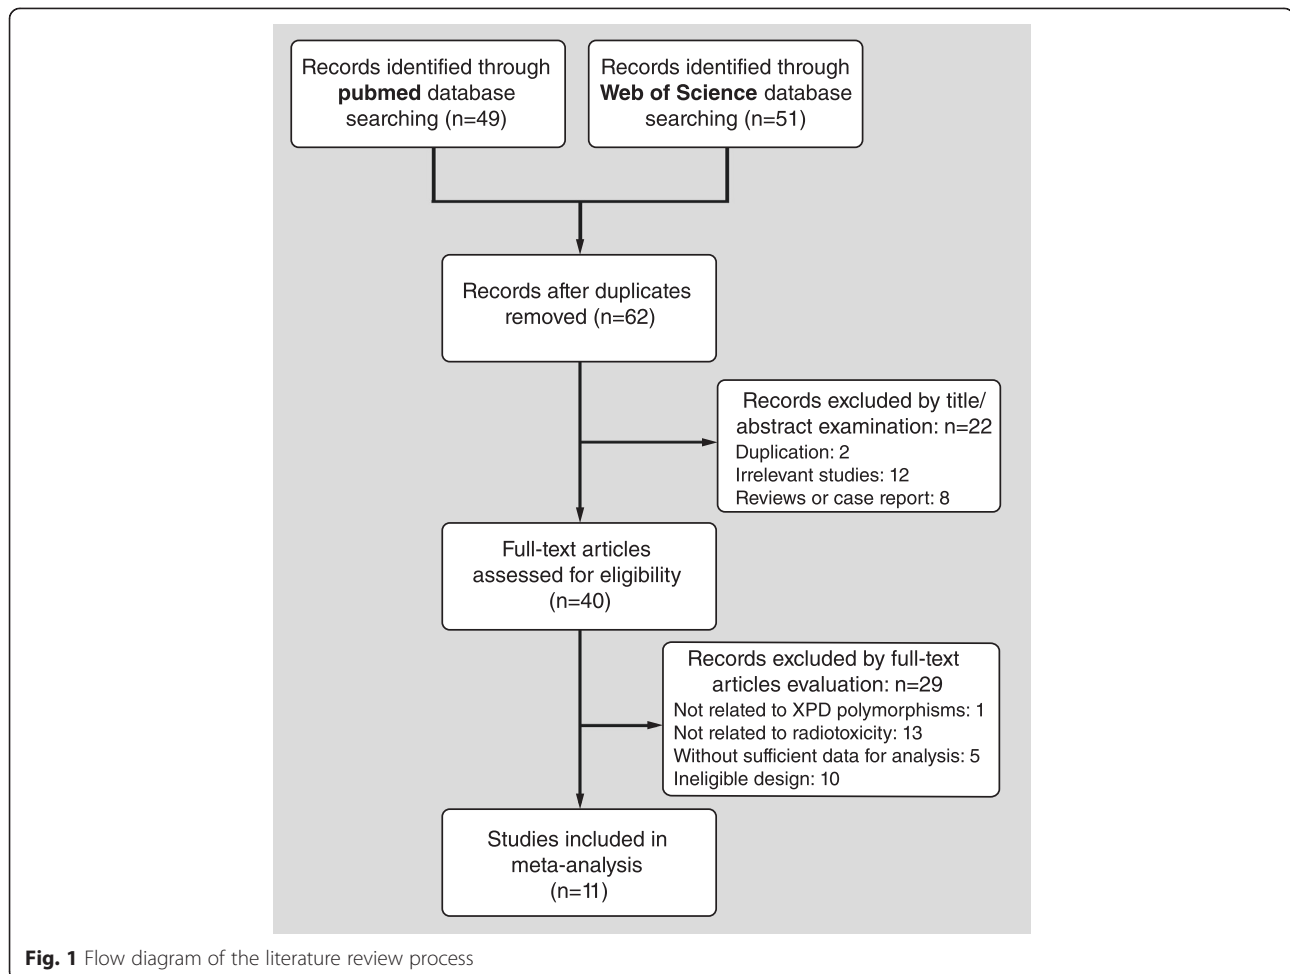 Records identified through
pubmed database
searching (n=49)
Records identified through
Web of Science database
searching (n=51)
Records after duplicates
removed (n=62)
Records excluded by title/
abstract examination: n=22
Duplication: 2
Irrelevant studies: 12
Reviews or case report: 8
Full-text articles
assessed for eligibility
(n=40)
Records excluded by full-text
articles evaluation: n=29
Not related to XPD polymorphisms: 1
Not related to radiotoxicity: 13
Without sufficient data for analysis: 5
Ineligible design: 10
Studies included in
meta-analysis
(n=11)
Fig. 1 Flow diagram of the literature review process